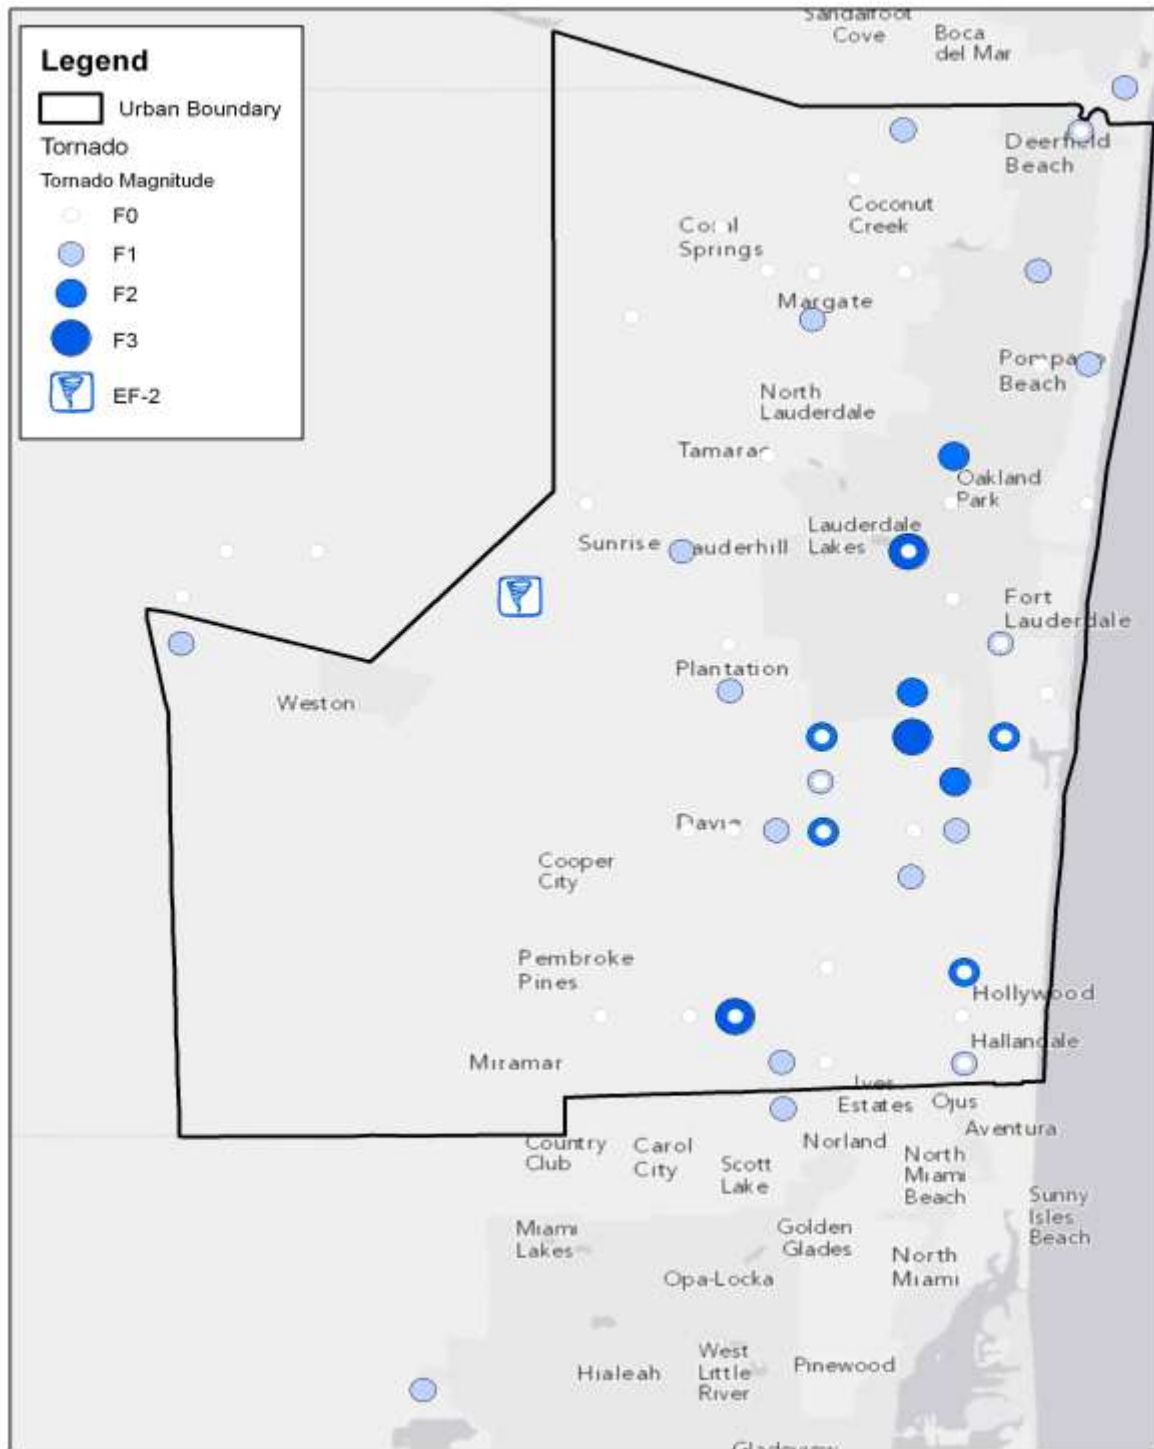 Legend
Urban Boundary
Tornado
Tornado Magnitude
F0
F1
F2
F3
EF-2
Sandalfoot
Cove
Boca
del Mar
Deerfield
Beach
Coconut
Creek
Springs
Margate
Beach
North
Lauderdale
Oakland
Park
Lauderdale
Lakes
Sunrise
Fort
Lauderdale
Plantation
Weston
Cooper
City
Pembroke
Pines
Hollywood
Hallandale
Miramar
Ives
Estates
Ojus
Aventura
Country
Club
Carol
City
Scott
Lake
Norland
North
Miami
Beach
Sunny
Isles
Beach
Miami
Lakes
Golden
Glades
North
Miami
Opa-Locka
Hialeah
West
Little
River
Pinewood
Gladeview